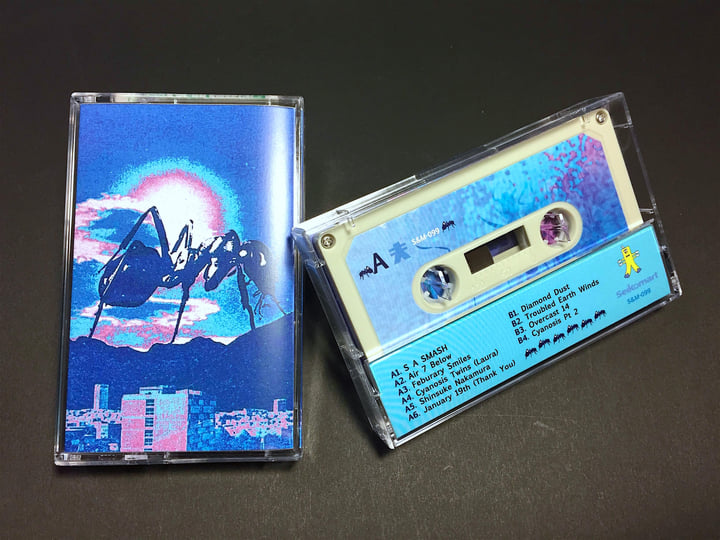 A 未 S&M-099
A1. S A SMASH
A2. Air 7 Below
A3. Feburary Smiles
A4. Cyanosis Twins (Laura)
A5. Shinsuke Nakamura
A6. January 19th (Thank You)
B1. Diamond Dust
B2. Troubled Earth Winds
B3. Overcast 14
B4. Cyanosis Pt 2
Seikomart
S&M-099